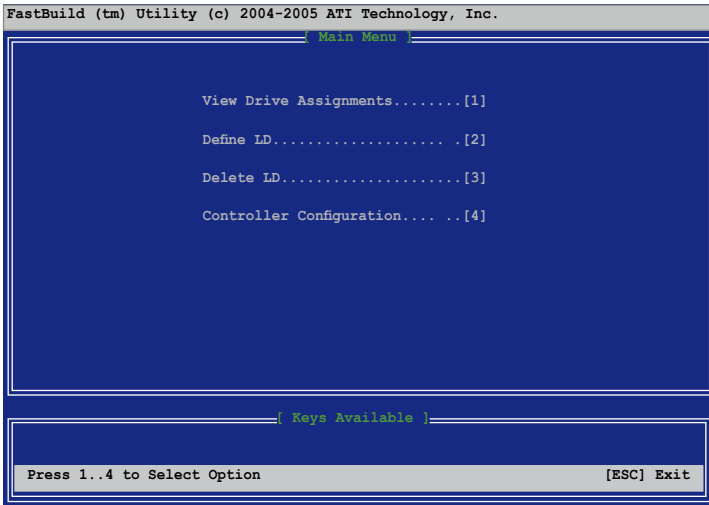 FastBuild (tm) Utility (c) 2004-2005 ATI Technology, Inc.
[ Main Menu ]
View Drive Assignments........[1]
Define LD.................... .[2]
Delete LD.....................[3]
Controller Configuration.... ..[4]
[ Keys Available ]
Press 1..4 to Select Option [ESC] Exit